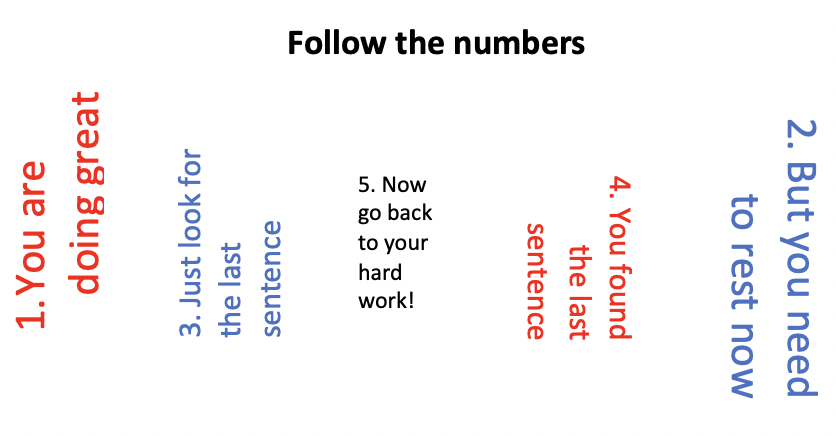 Follow the numbers
1. You are
doing great
2. But you need
to rest now
3. Just look for
the last
sentence
4. You found
the last
sentence
5. Now
go back
to your
hard
work!